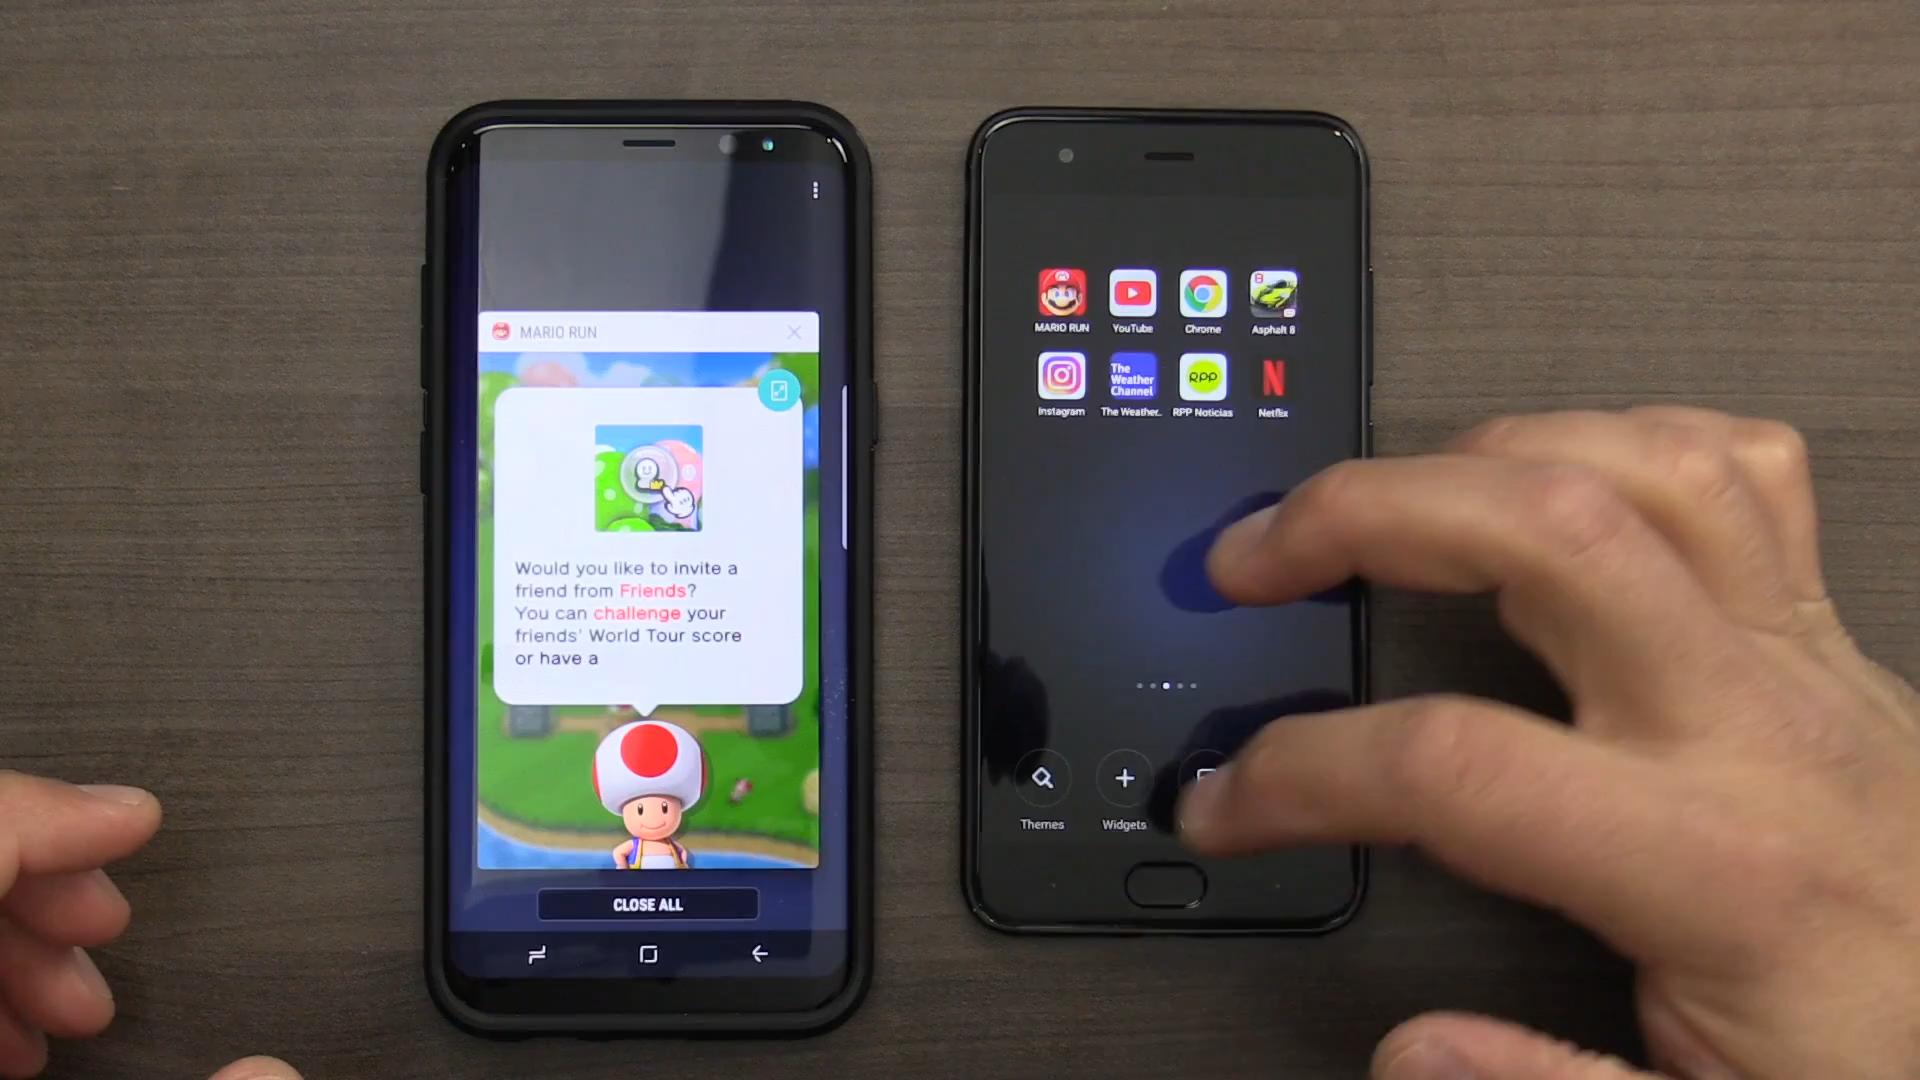 MARIO RUN
Would you like to invite a
friend from Friends?
You can challenge your
friends' World Tour score
or have a
CLOSE ALL
MARIO RUN
YouTube
Chrome
Asphalt 8
The
Weather
Channel
RPP
N
Instagram
The Weather..
RPP Noticias
Netflix
Themes
Widgets